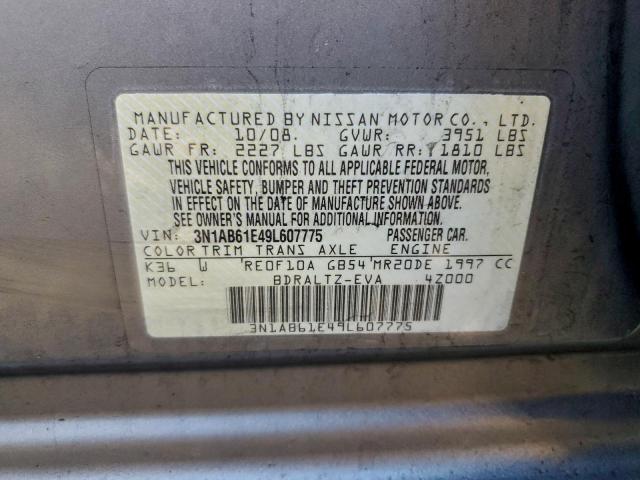 MANUFACTURED BY NISSAN MOTOR CO., LTD.
DATE: 10/08. GVWR: 3951 LBS
GAWR FR: 2227 LBS GAWR RR: 1810 LBS
THIS VEHICLE CONFORMS TO ALL APPLICABLE FEDERAL MOTOR
VEHICLE SAFETY, BUMPER AND THEFT PREVENTION STANDARDS
IN EFFECT ON THE DATE OF MANUFACTURE SHOWN ABOVE.
SEE OWNER'S MANUAL FOR ADDITIONAL INFORMATION.
VIN: 3N1AB61E49L607775 PASSENGER CAR.
COLOR TRIM TRANS AXLE ENGINE
K36 W RE0F10A GB54 MR20DE 1997 CC
MODEL: BDRALTZ-EVA 4Z000
3N1AB61E49L607775